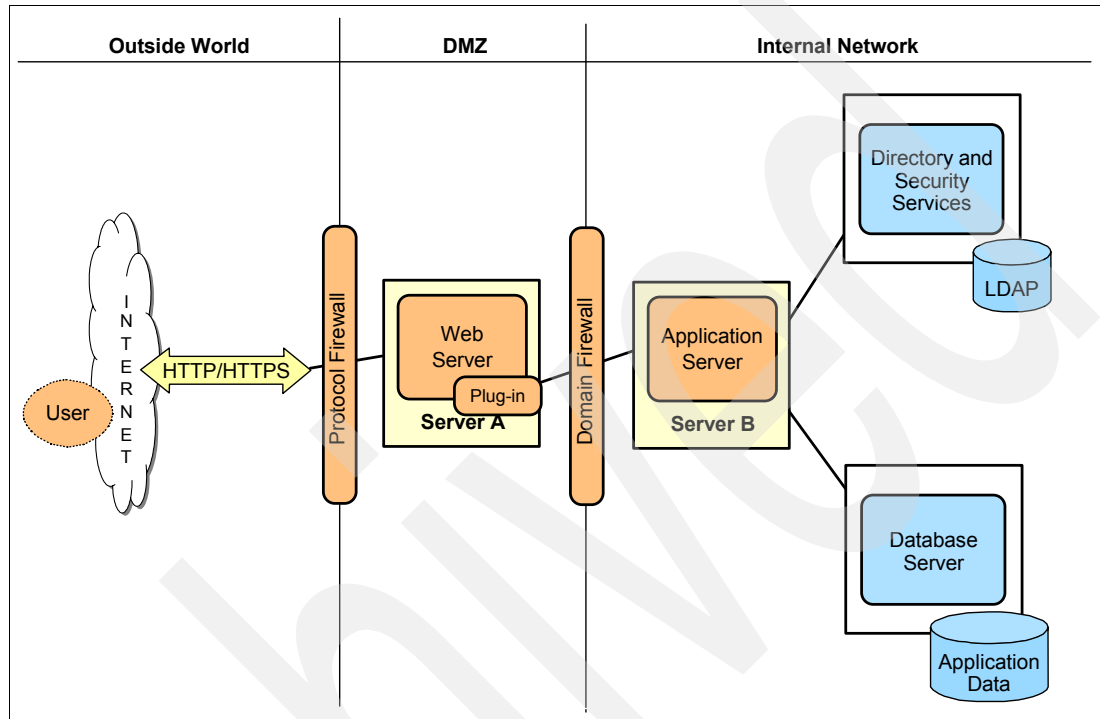 Outside World
DMZ
Internal Network
Directory and
Security
Services
LDAP
INTERNET
User
HTTP/HTTPS
Protocol Firewall
Web
Server
Plug-in
Server A
Domain Firewall
Application
Server
Server B
Database
Server
Application
Data